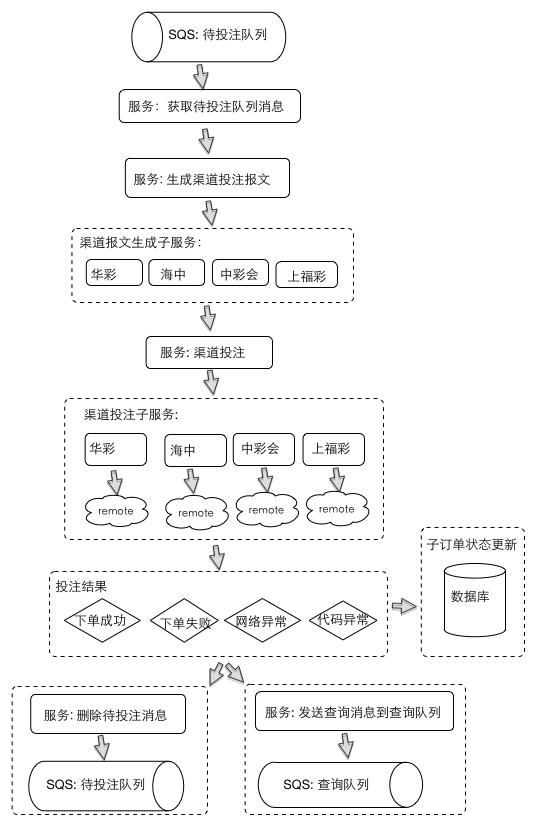 SQS: 待投注队列
服务：获取待投注队列消息
服务: 生成渠道投注报文
渠道报文生成子服务：
华彩
海中
中彩会
上福彩
服务: 渠道投注
渠道投注子服务:
华彩
海中
中彩会
上福彩
remote
remote
remote
remote
子订单状态更新
数据库
投注结果
下单成功
下单失败
网络异常
代码异常
服务: 删除待投注消息
SQS: 待投注队列
服务: 发送查询消息到查询队列
SQS: 查询队列